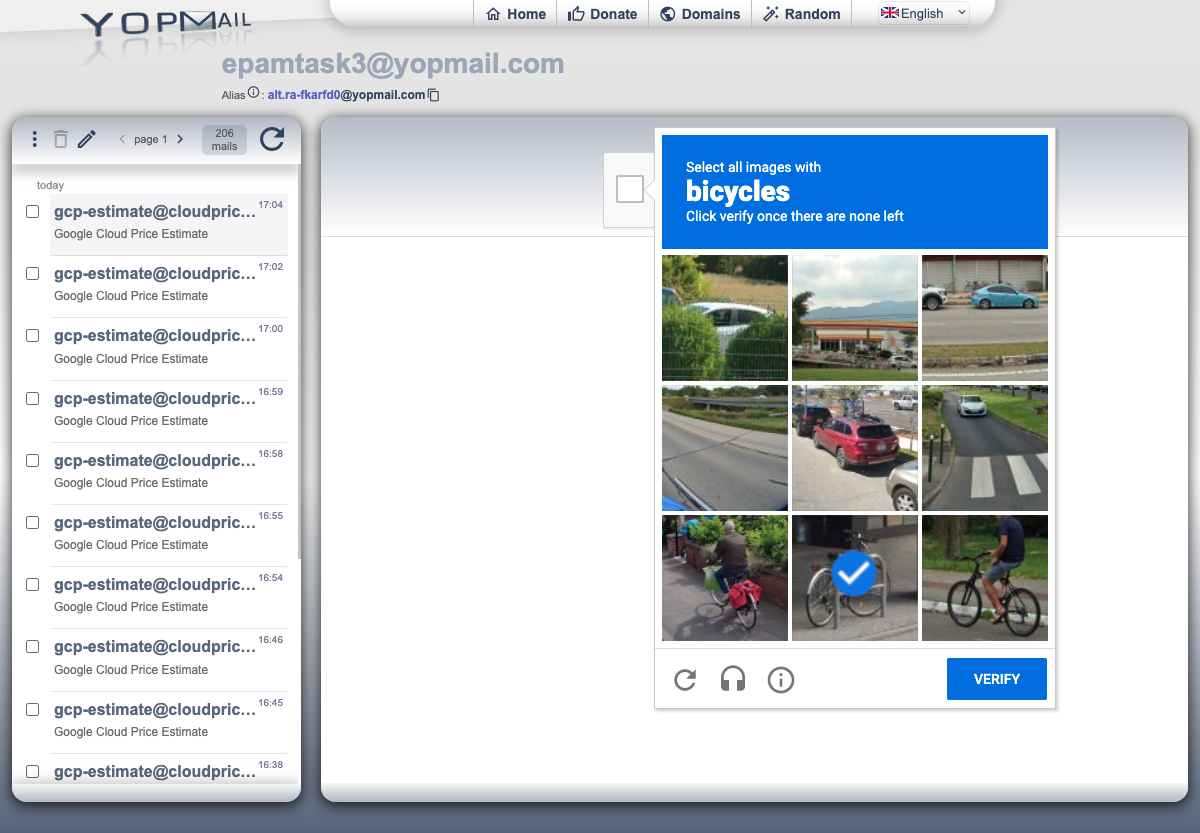 YOPMAIL
Home
Donate
Domains
Random
English
epamtask3@yopmail.com
Alias : alt.ra-fkarfd0@yopmail.com
page 1
206
mails
today
gcp-estimate@cloudpric... 17:04
Google Cloud Price Estimate
gcp-estimate@cloudpric... 17:02
Google Cloud Price Estimate
gcp-estimate@cloudpric... 17:00
Google Cloud Price Estimate
gcp-estimate@cloudpric... 16:59
Google Cloud Price Estimate
gcp-estimate@cloudpric... 16:58
Google Cloud Price Estimate
gcp-estimate@cloudpric... 16:55
Google Cloud Price Estimate
gcp-estimate@cloudpric... 16:54
Google Cloud Price Estimate
gcp-estimate@cloudpric... 16:46
Google Cloud Price Estimate
gcp-estimate@cloudpric... 16:45
Google Cloud Price Estimate
gcp-estimate@cloudpric... 16:38
Select all images with
bicycles
Click verify once there are none left
VERIFY